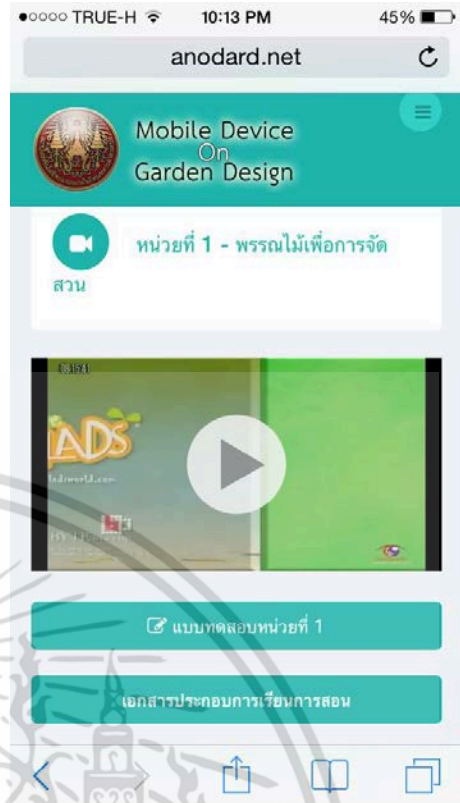 TRUE-H 10:13 PM 45%
anodard.net
Mobile Device
On
Garden Design
หน่วยที่ 1 - พรรณไม้เพื่อการจัด
สวน
แบบทดสอบหน่วยที่ 1
เอกสารประกอบการเรียนการสอน